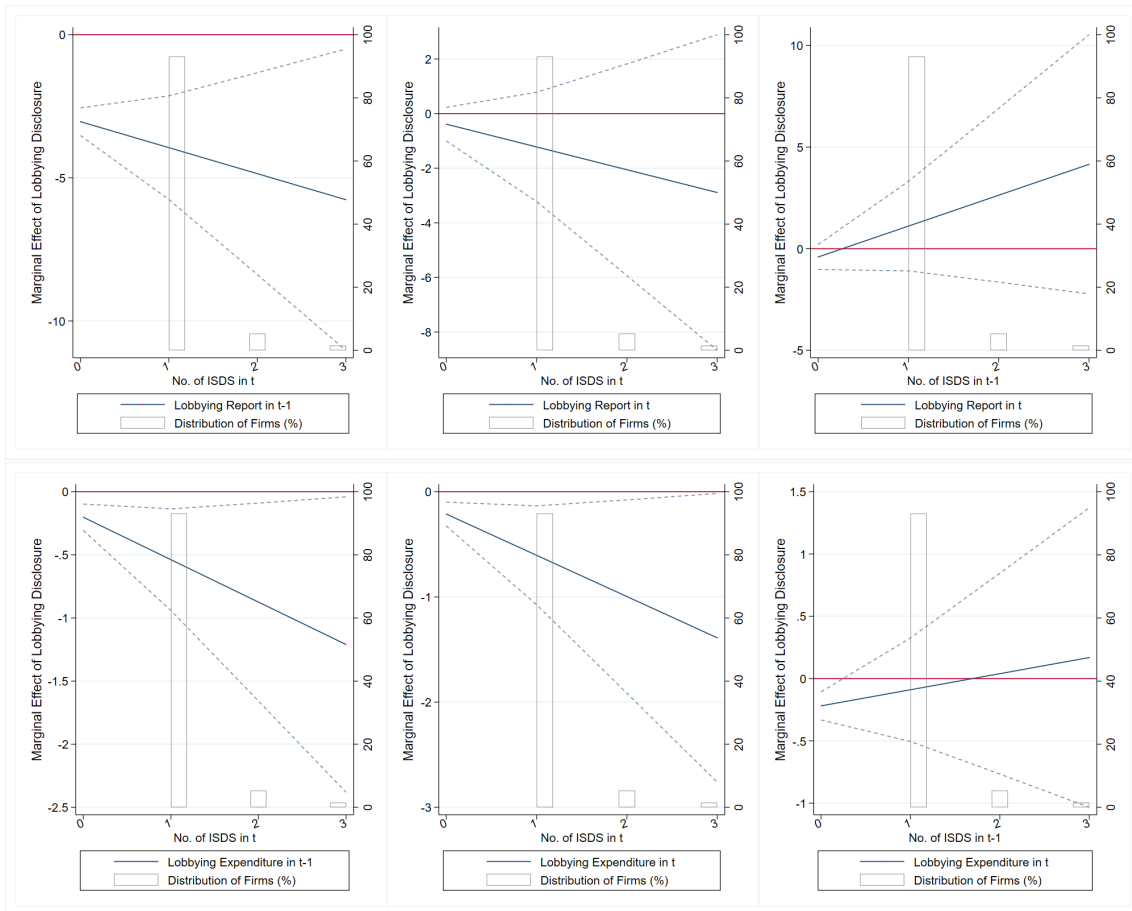 Marginal Effect of Lobbying Disclosure
0
-5
-10
100
80
60
40
20
0
0 1 2 3
No. of ISDS in t
Lobbying Report in t-1
Distribution of Firms (%)
Marginal Effect of Lobbying Disclosure
2
0
-2
-4
-6
-8
100
80
60
40
20
0
0 1 2 3
No. of ISDS in t
Lobbying Report in t
Distribution of Firms (%)
Marginal Effect of Lobbying Disclosure
10
5
0
-5
100
80
60
40
20
0
0 1 2 3
No. of ISDS in t-1
Lobbying Report in t
Distribution of Firms (%)
Marginal Effect of Lobbying Disclosure
0
-.5
-1
-1.5
-2
-2.5
100
80
60
40
20
0
0 1 2 3
No. of ISDS in t
Lobbying Expenditure in t-1
Distribution of Firms (%)
Marginal Effect of Lobbying Disclosure
0
-1
-2
-3
100
80
60
40
20
0
0 1 2 3
No. of ISDS in t
Lobbying Expenditure in t
Distribution of Firms (%)
Marginal Effect of Lobbying Disclosure
1.5
1
.5
0
-.5
-1
100
80
60
40
20
0
0 1 2 3
No. of ISDS in t-1
Lobbying Expenditure in t
Distribution of Firms (%)